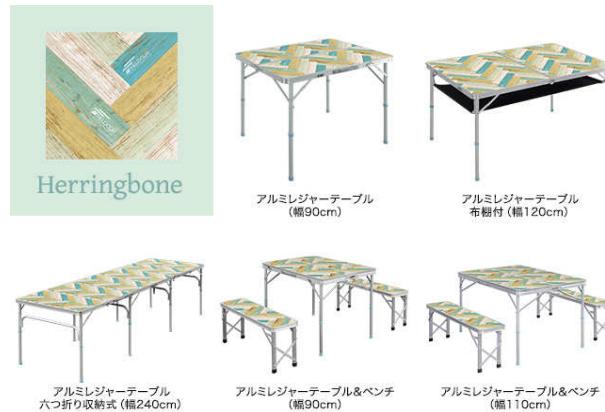 Herringbone
アルミレジャーテーブル
(幅90cm)
アルミレジャーテーブル
布棚付(幅120cm)
アルミレジャーテーブル
六つ折り収納式(幅240cm)
アルミレジャーテーブル&ベンチ
(幅90cm)
アルミレジャーテーブル&ベンチ
(幅110cm)